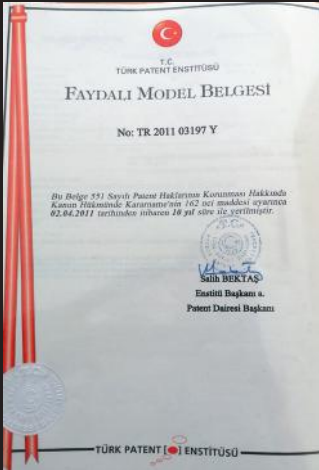 T.C.
TÜRK PATENT ENSTİTÜSÜ
FAYDALI MODEL BELGESİ
No: TR 2011 03197 Y
Bu Belge 551 Sayılı Patent Haklarının Korunması Hakkında
Kanun Hükmünde Kararname'nin 162 nci maddesi uyarınca
02.04.2011 tarihinden itibaren 10 yıl süre ile verilmiştir.
Salih BEKTAŞ
Enstitü Başkanı a.
Patent Dairesi Başkanı
TÜRK PATENT ENSTİTÜSÜ